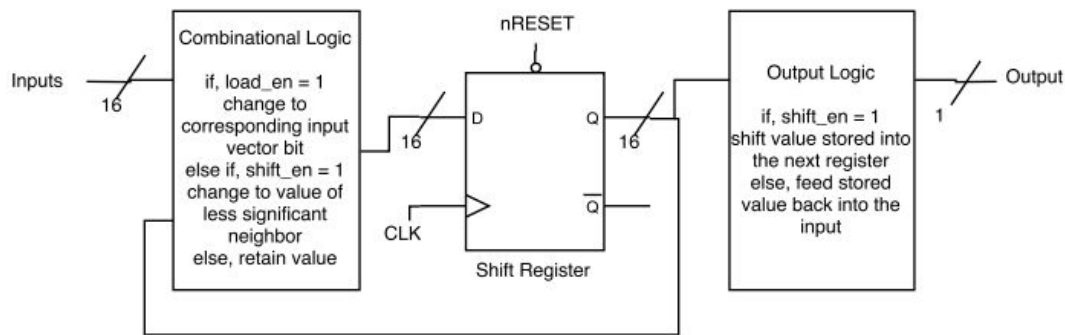 Inputs
16
Combinational Logic
if, load_en = 1
change to
corresponding input
vector bit
else if, shift_en = 1
change to value of
less significant
neighbor
else, retain value
16
nRESET
D
Q
Q
CLK
Shift Register
16
Output Logic
if, shift_en = 1
shift value stored into
the next register
else, feed stored
value back into the
input
1
Output